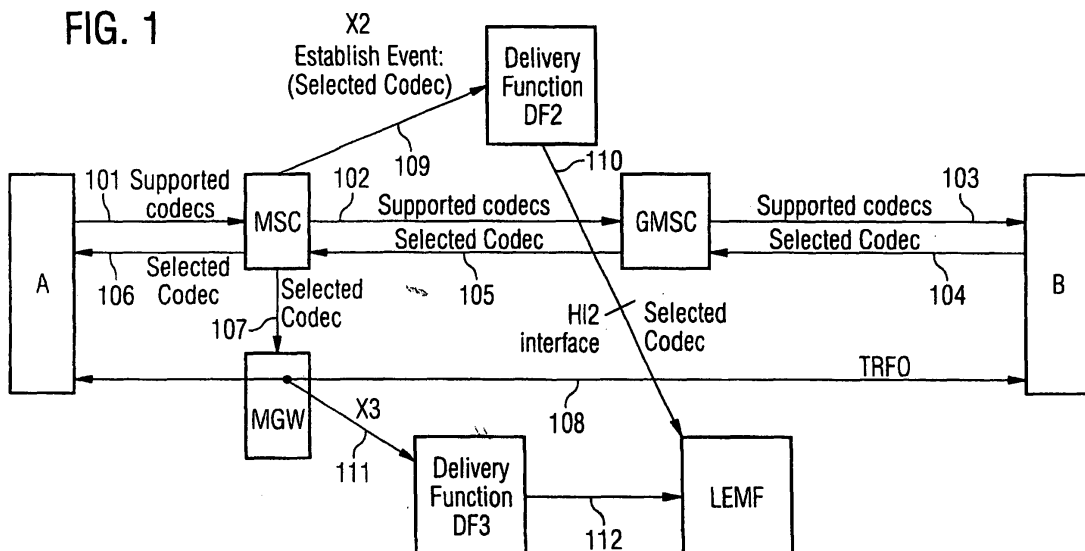 FIG. 1
X2
Establish Event:
(Selected Codec)
Delivery
Function
DF2
109
110
101
Supported
codecs
MSC
102
Supported codecs
GMSC
Supported codecs
103
A
106
Selected
Codec
Selected Codec
105
Selected Codec
104
B
Selected
Codec
107
HI2
interface
Selected
Codec
MGW
TRFO
108
X3
111
Delivery
Function
DF3
112
LEMF